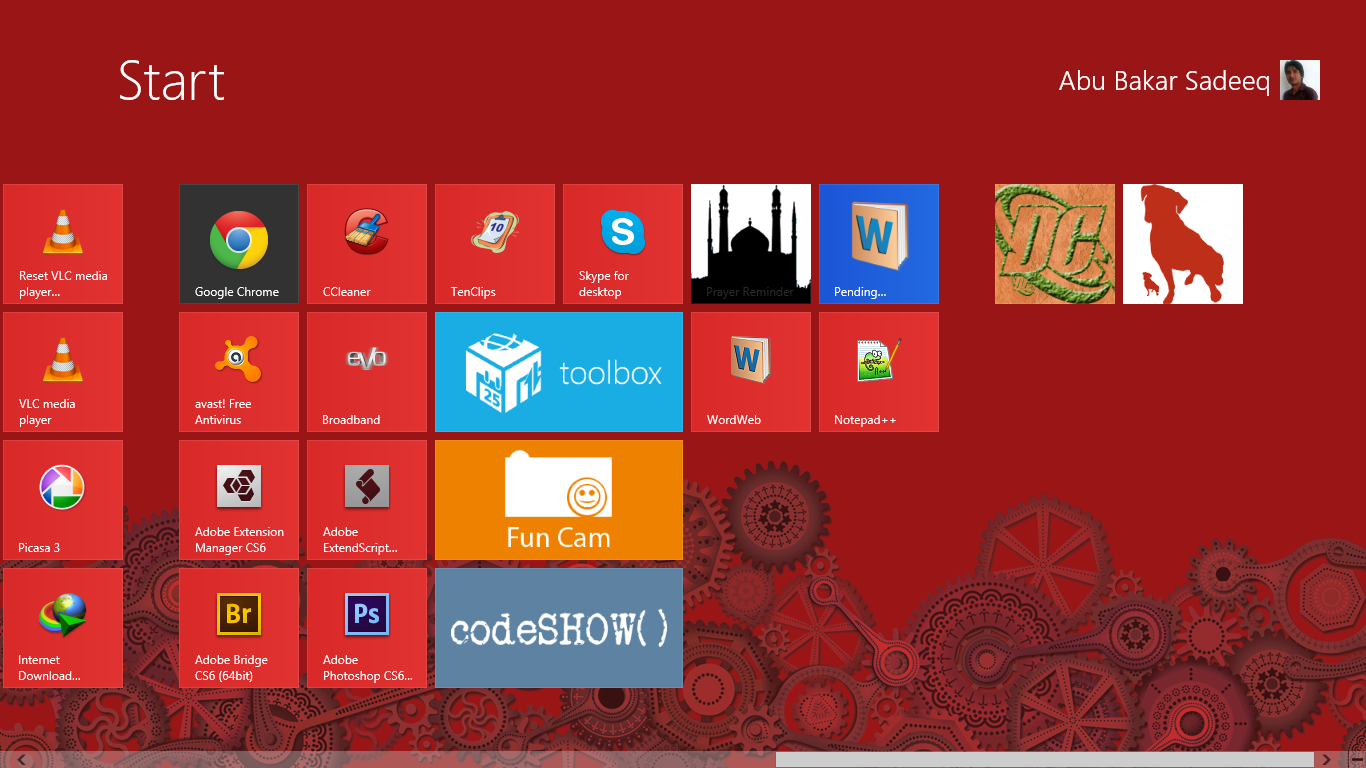 Start
Abu Bakar Sadeeq
Reset VLC media
player...
Google Chrome
CCleaner
10
TenClips
S
Skype for
desktop
Prayer Reminder
W
Pending...
DC
VLC media
player
a
avast! Free
Antivirus
evo
Broadband
25
toolbox
W
WordWeb
Notepad++
Picasa 3
Adobe Extension
Manager CS6
Adobe
ExtendScript...
Fun Cam
Internet
Download...
Br
Adobe Bridge
CS6 (64bit)
Ps
Adobe
Photoshop CS6...
codeSHOW()